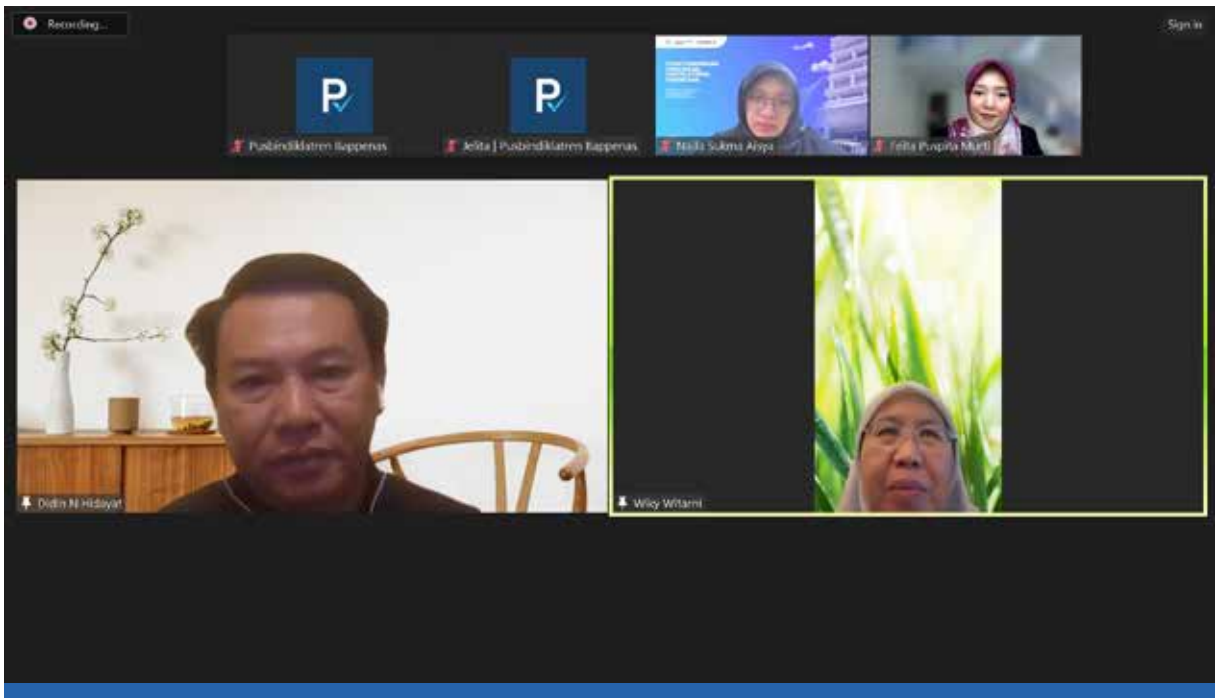 Recording...
Sign in
Pusbindiklatren Bappenas
Jelita | Pusbindiklatren Bappenas
Naila Sukma Aisya
Felita Puspita Murti
Didin N Hidayat
Wiky Witarni